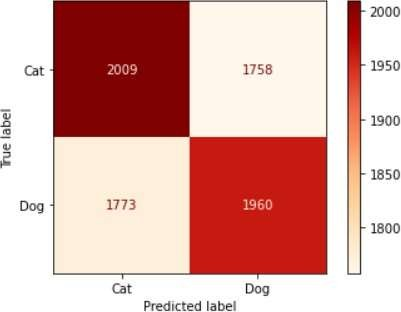 True label
Cat
2009 1758
Dog
1773 1960
Cat Dog
Predicted label
2000
1950
1900
1850
1800